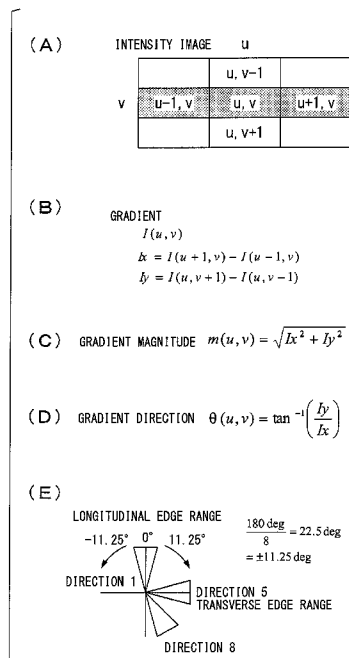 (A) INTENSITY IMAGE u
u, v-1
v u-1, v u, v u+1, v
u, v+1
(B)
GRADIENT
I(u, v)
Ix = I(u+1, v) − I(u−1, v)
Iy = I(u, v+1) − I(u, v−1)
(C) GRADIENT MAGNITUDE m(u, v) = √(Ix² + Iy²)
(D) GRADIENT DIRECTION θ(u, v) = tan⁻¹(Iy/Ix)
(E)
LONGITUDINAL EDGE RANGE
-11.25° 0° 11.25°
180 deg / 8 = 22.5 deg
= ±11.25 deg
DIRECTION 1
DIRECTION 5
TRANSVERSE EDGE RANGE
DIRECTION 8